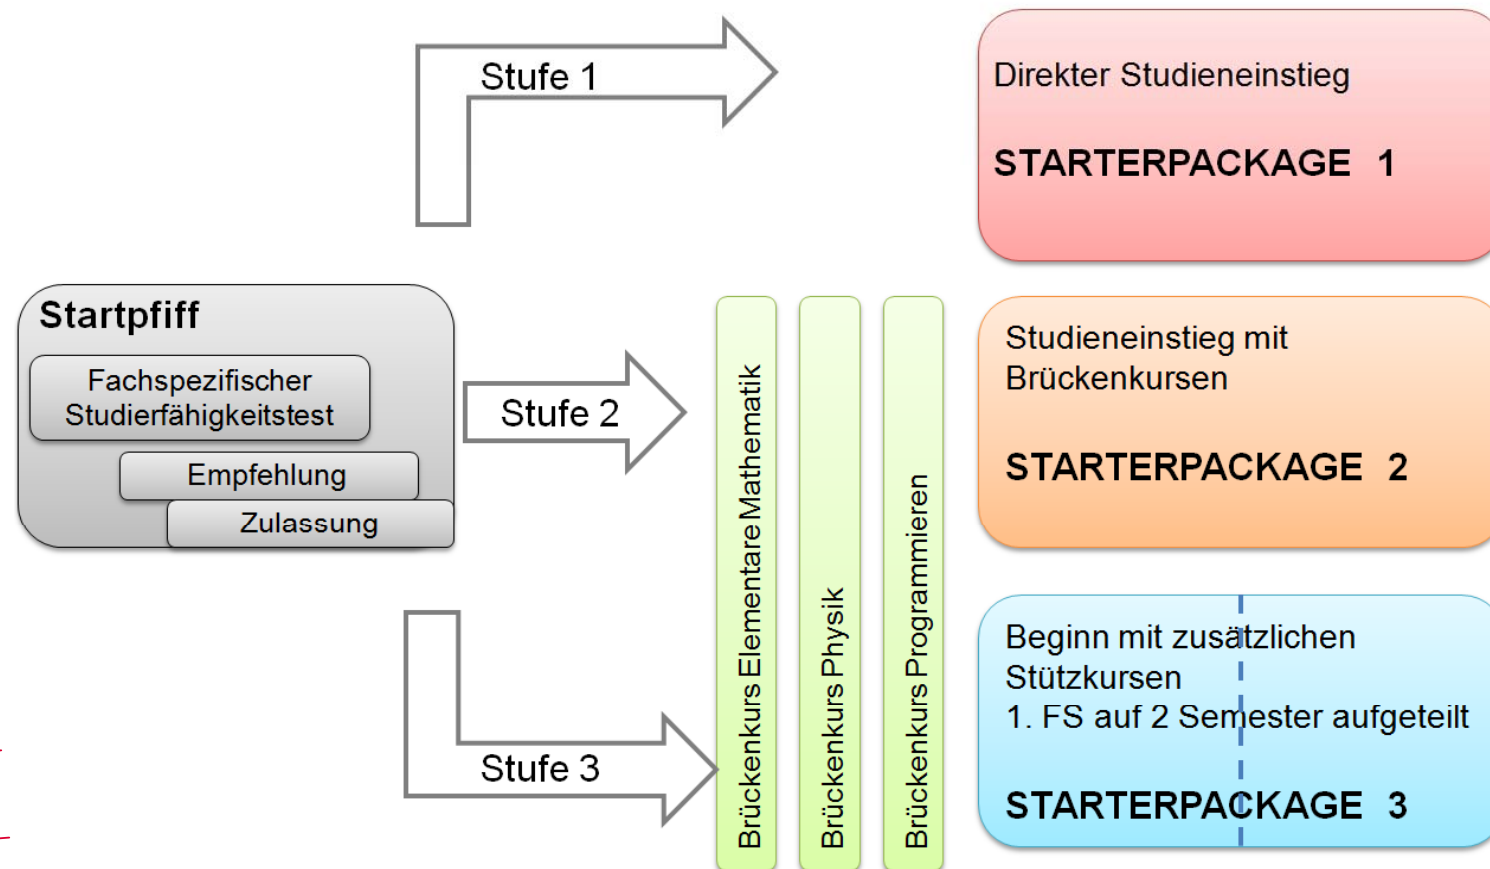 Stufe 1
Direkter Studieneinstieg
STARTERPACKAGE 1
Startpfiff
Fachspezifischer
Studierfähigkeitstest
Empfehlung
Zulassung
Stufe 2
Stufe 3
Brückenkurs Elementare Mathematik
Brückenkurs Physik
Brückenkurs Programmieren
Studieneinstieg mit
Brückenkursen
STARTERPACKAGE 2
Beginn mit zusätzlichen
Stützkursen
1. FS auf 2 Semester aufgeteilt
STARTERPACKAGE 3